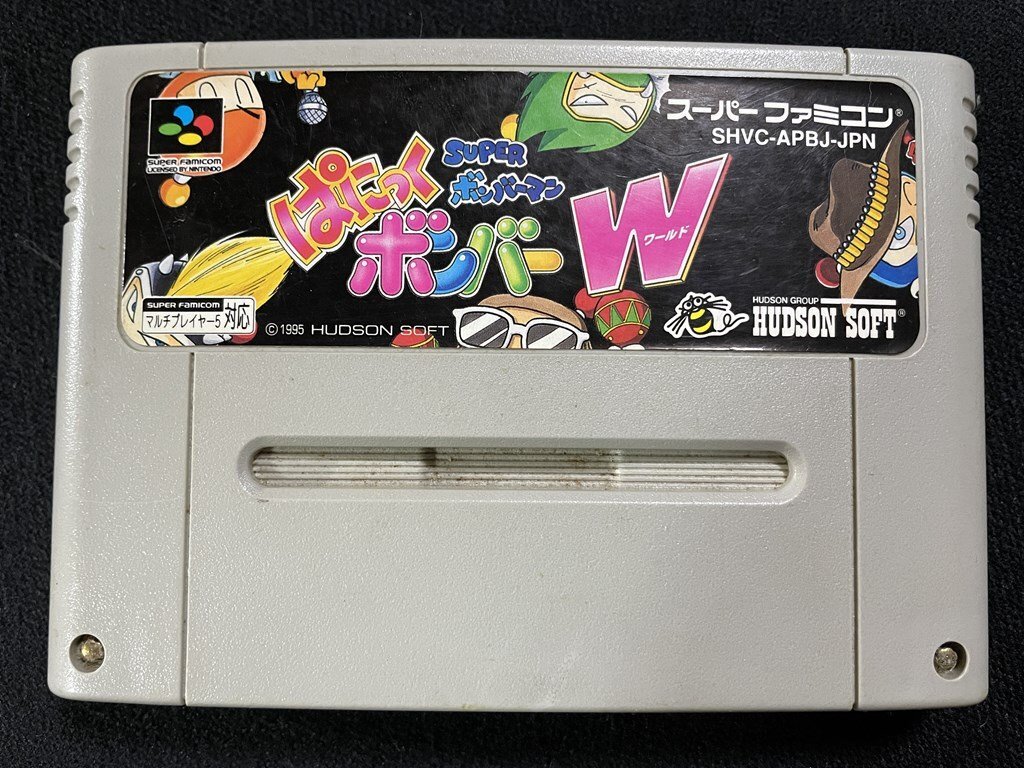 SUPER FAMICOM
LICENSED BY NINTENDO
スーパーファミコン®
SHVC-APBJ-JPN
SUPER
ボンバーマン
ぱにっく
ボンバー
W
ワールド
SUPER FAMICOM
マルチプレイヤー5 対応
©1995 HUDSON SOFT
HUDSON GROUP
HUDSON SOFT®